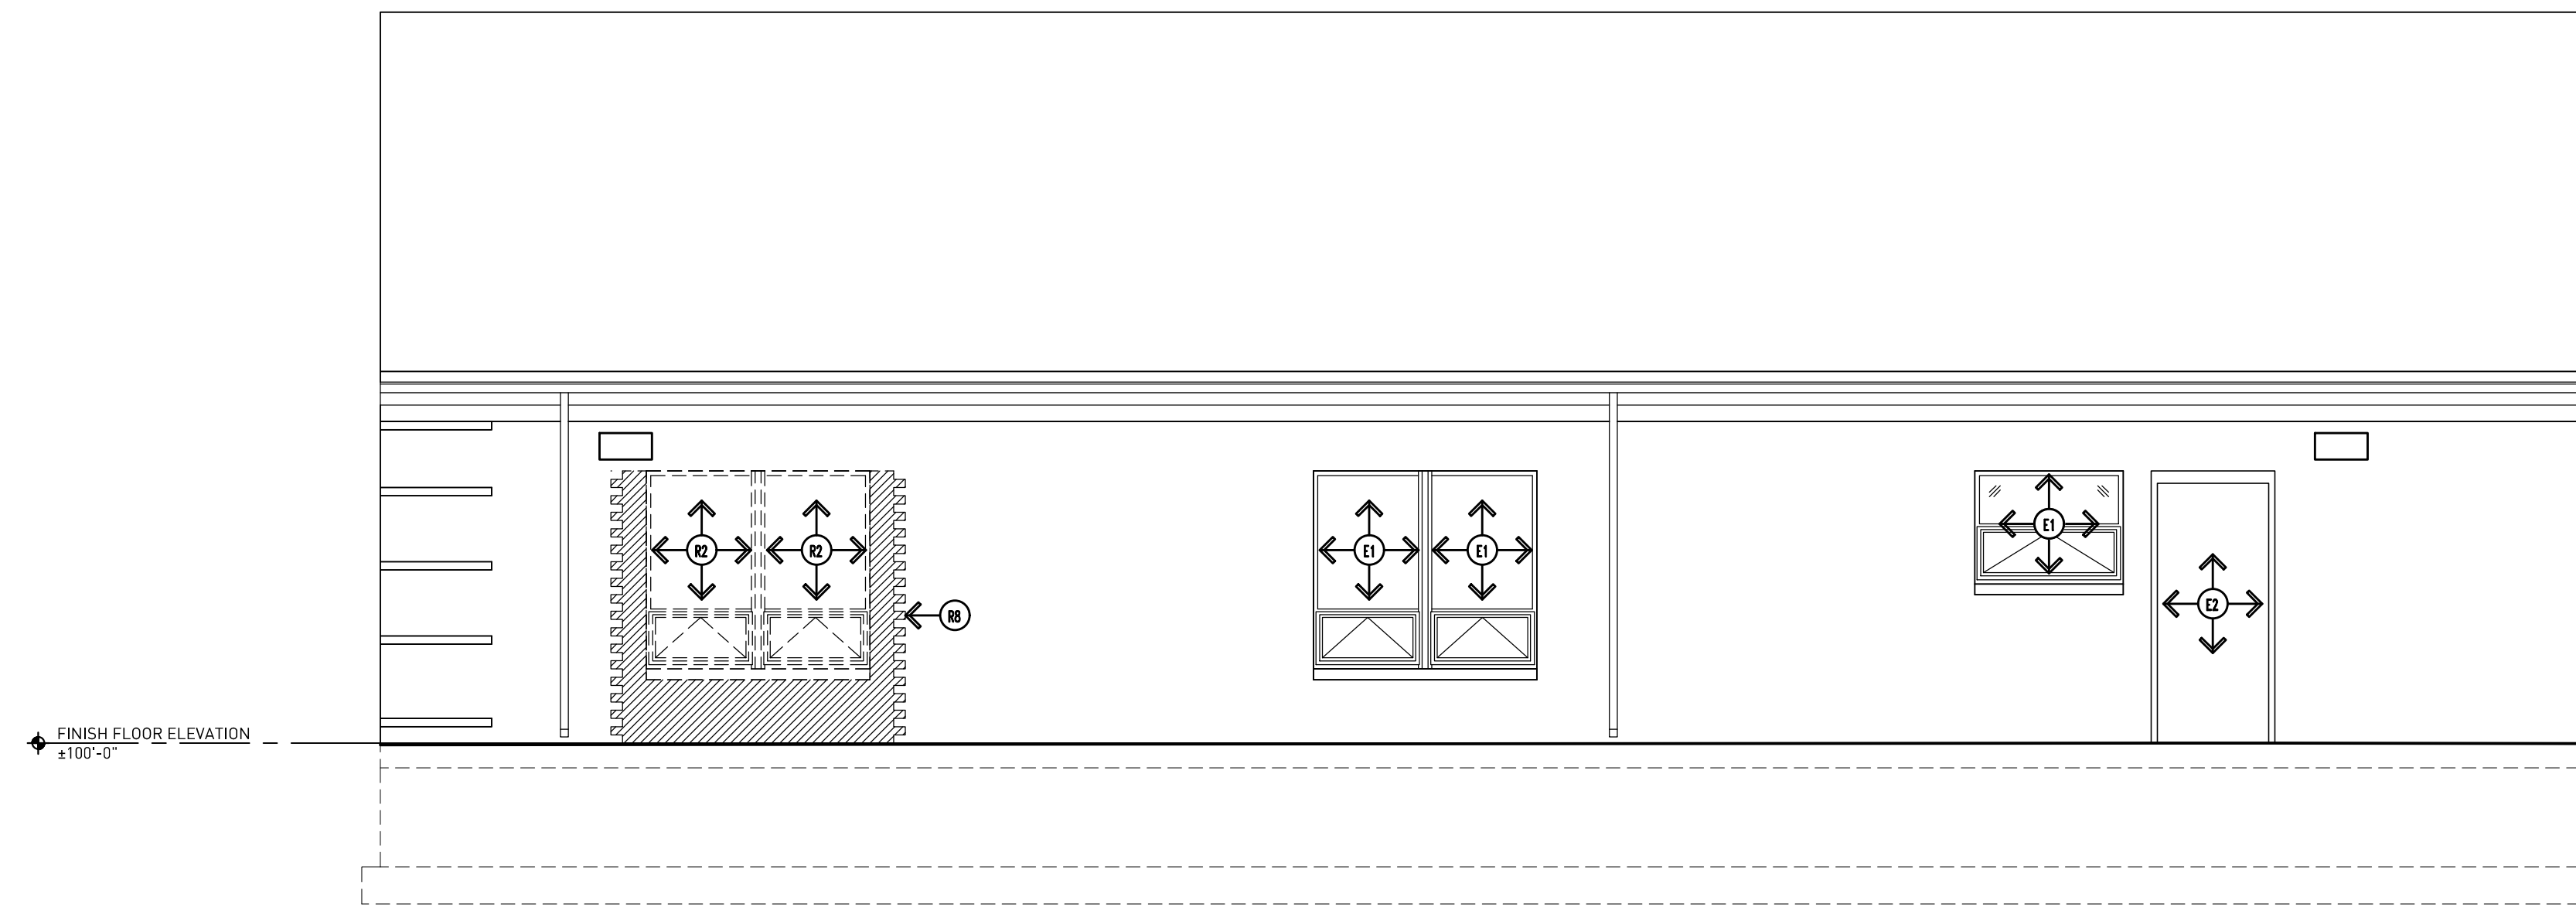 R2
R2
E1
E1
E1
E2
R8
FINISH FLOOR ELEVATION
±100'-0"